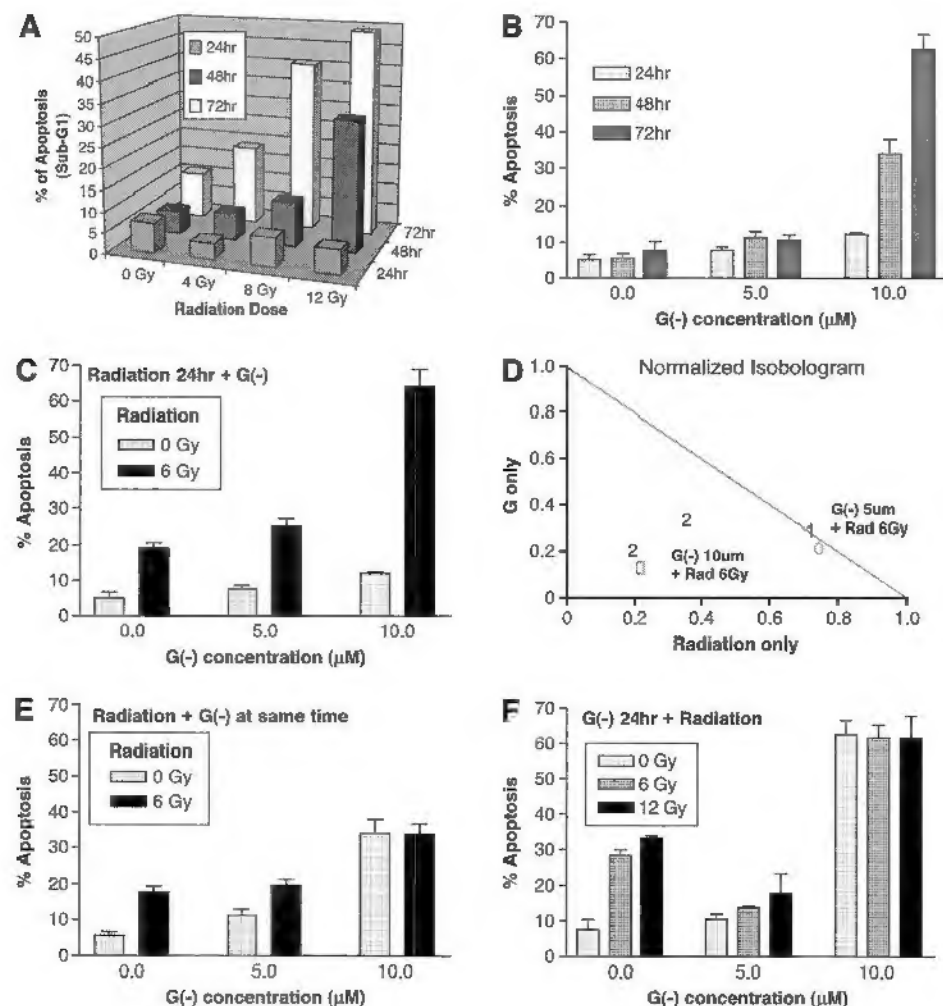 A
% of Apoptosis
(Sub-G1)
50
45
40
35
30
25
20
15
10
5
0
24hr
48hr
72hr
0 Gy
4 Gy
8 Gy
12 Gy
72hr
48hr
24hr
Radiation Dose
B
% Apoptosis
60
70
50
40
30
20
10
0
24hr
48hr
72hr
0.0
5.0
10.0
G(-) concentration (μM)
C
Radiation 24hr + G(-)
% Apoptosis
70
60
50
40
30
20
10
0
Radiation
0 Gy
6 Gy
0.0
5.0
10.0
G(-) concentration (μM)
D
Normalized Isobologram
G only
1.0
0.8
0.6
0.4
0.2
0
G(-) 5um
+ Rad 6Gy
2
2
G(-) 10um
+ Rad 6Gy
0
0.2
0.4
0.6
0.8
1.0
Radiation only
E
Radiation + G(-) at same time
% Apoptosis
70
60
50
40
30
20
10
0
Radiation
0 Gy
6 Gy
0.0
5.0
10.0
G(-) concentration (μM)
F
G(-) 24hr + Radiation
% Apoptosis
70
60
50
40
30
20
10
0
0 Gy
6 Gy
12 Gy
0.0
5.0
10.0
G(-) concentration (μM)